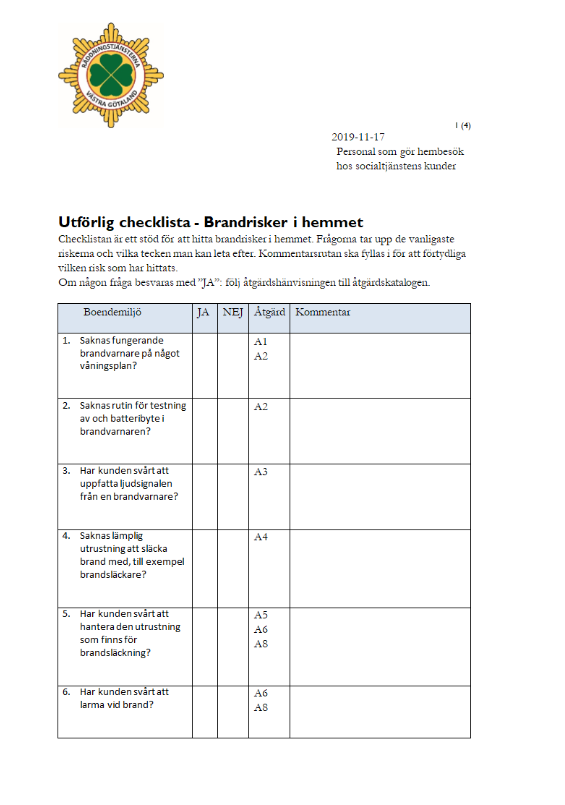 RÄDDNINGSTJÄNSTERNA
VÄSTRA GÖTALAND
1 (4)
2019-11-17
Personal som gör hembesök
hos socialtjänstens kunder
Utförlig checklista - Brandrisker i hemmet
Checklistan är ett stöd för att hitta brandrisker i hemmet. Frågorna tar upp de vanligaste
riskerna och vilka tecken man kan leta efter. Kommentarsrutan ska fyllas i för att förtydliga
vilken risk som har hittats.
Om någon fråga besvaras med ”JA”: följ åtgärdshänvisningen till åtgärdskatalogen.
Boendemiljö JA NEJ Åtgärd Kommentar
1. Saknas fungerande A1
brandvarnare på något A2
våningsplan?
2. Saknas rutin för testning A2
av och batteribyte i
brandvarnaren?
3. Har kunden svårt att A3
uppfatta ljudsignalen
från en brandvarnare?
4. Saknas lämplig A4
utrustning att släcka
brand med, till exempel
brandsläckare?
5. Har kunden svårt att A5
hantera den utrustning A6
som finns för A8
brandsläckning?
6. Har kunden svårt att A6
larma vid brand? A8